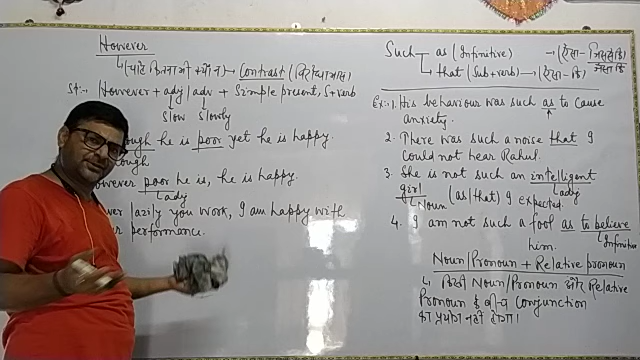 However
(चाहे कितना भी क्यों न) → Contrast (विरोधाभास)
St:- However + adj/adv + Simple present, S+verb
Slow Slowly
ough he is poor yet he is happy.
ough
owever poor he is, he is happy.
adj
ver lazily you work, I am happy with
er performance.
Such as (Infinitive) → (ऐसा - जिससे कि/जैसा कि)
that (Sub + verb) → (ऐसा - कि)
Ex:- 1. His behaviour was such as to cause
anxiety.
2. There was such a noise that I
could not hear Rahul.
3. She is not such an intelligent
girl (as/that) I expected.
Noun adj
4. I am not such a fool as to believe
him. Infinitive
Noun/Pronoun + Relative pronoun
किसी Noun/Pronoun और Relative
Pronoun के बीच Conjunction
का प्रयोग नहीं होगा।